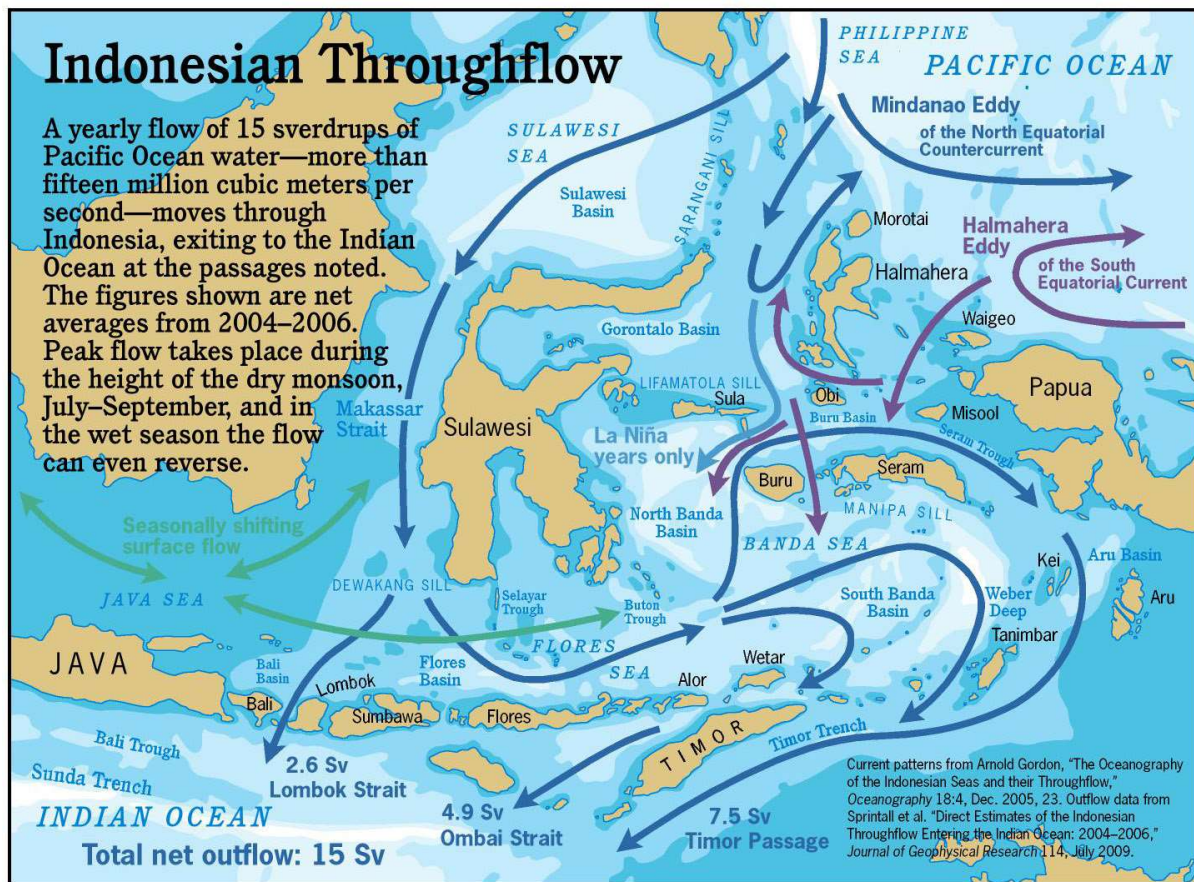 Indonesian Throughflow
A yearly flow of 15 sverdrups of
Pacific Ocean water—more than
fifteen million cubic meters per
second—moves through
Indonesia, exiting to the Indian
Ocean at the passages noted.
The figures shown are net
averages from 2004–2006.
Peak flow takes place during
the height of the dry monsoon,
July–September, and in
the wet season the flow
can even reverse.
PHILIPPINE
SEA
PACIFIC OCEAN
Mindanao Eddy
of the North Equatorial
Countercurrent
SULAWESI
SEA
Sulawesi
Basin
SARANGANI SILL
Morotai
Halmahera
Halmahera
Eddy
of the South
Equatorial Current
Waigeo
Gorontalo Basin
LIFAMATOLA SILL
Sula
Obi
Buru Basin
Misool
Papua
Makassar
Strait
Sulawesi
La Niña
years only
Seram Trough
Buru
Seram
North Banda
Basin
MANIPA SILL
BANDA SEA
Seasonally shifting
surface flow
JAVA SEA
DEWAKANG SILL
Selayar
Trough
Buton
Trough
South Banda
Basin
Weber
Deep
Kei
Aru Basin
Aru
Tanimbar
FLORES
SEA
JAVA
Bali
Basin
Lombok
Flores
Basin
Wetar
Alor
Bali
Sumbawa
Flores
TIMOR
Timor Trench
Bali Trough
Sunda Trench
INDIAN OCEAN
2.6 Sv
Lombok Strait
4.9 Sv
Ombai Strait
7.5 Sv
Timor Passage
Total net outflow: 15 Sv
Current patterns from Arnold Gordon, “The Oceanography
of the Indonesian Seas and their Throughflow,”
Oceanography 18:4, Dec. 2005, 23. Outflow data from
Sprintall et al. “Direct Estimates of the Indonesian
Throughflow Entering the Indian Ocean: 2004–2006,”
Journal of Geophysical Research 114, July 2009.